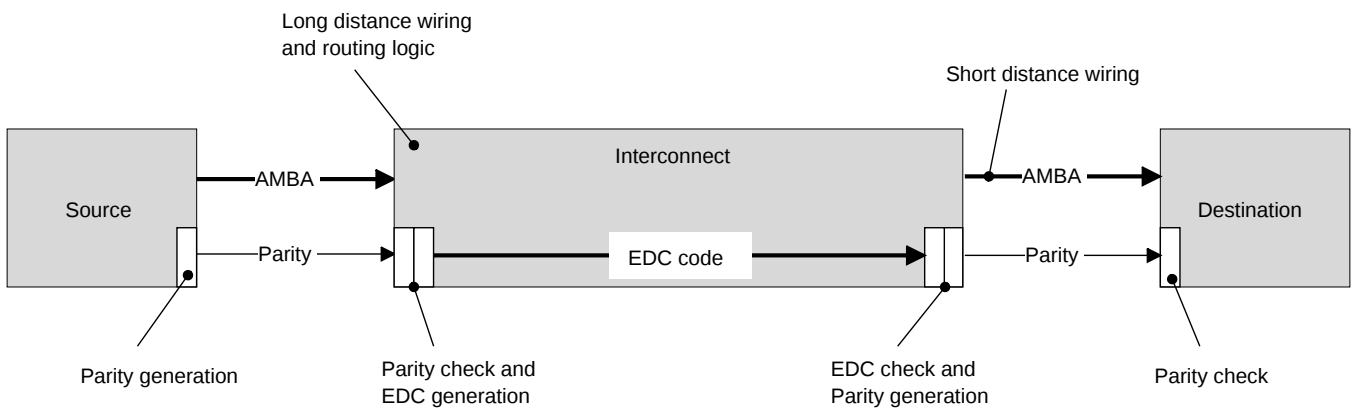 Long distance wiring
and routing logic
Short distance wiring
Interconnect
AMBA
AMBA
Source
Destination
Parity
EDC code
Parity
Parity generation
Parity check and
EDC generation
EDC check and
Parity generation
Parity check